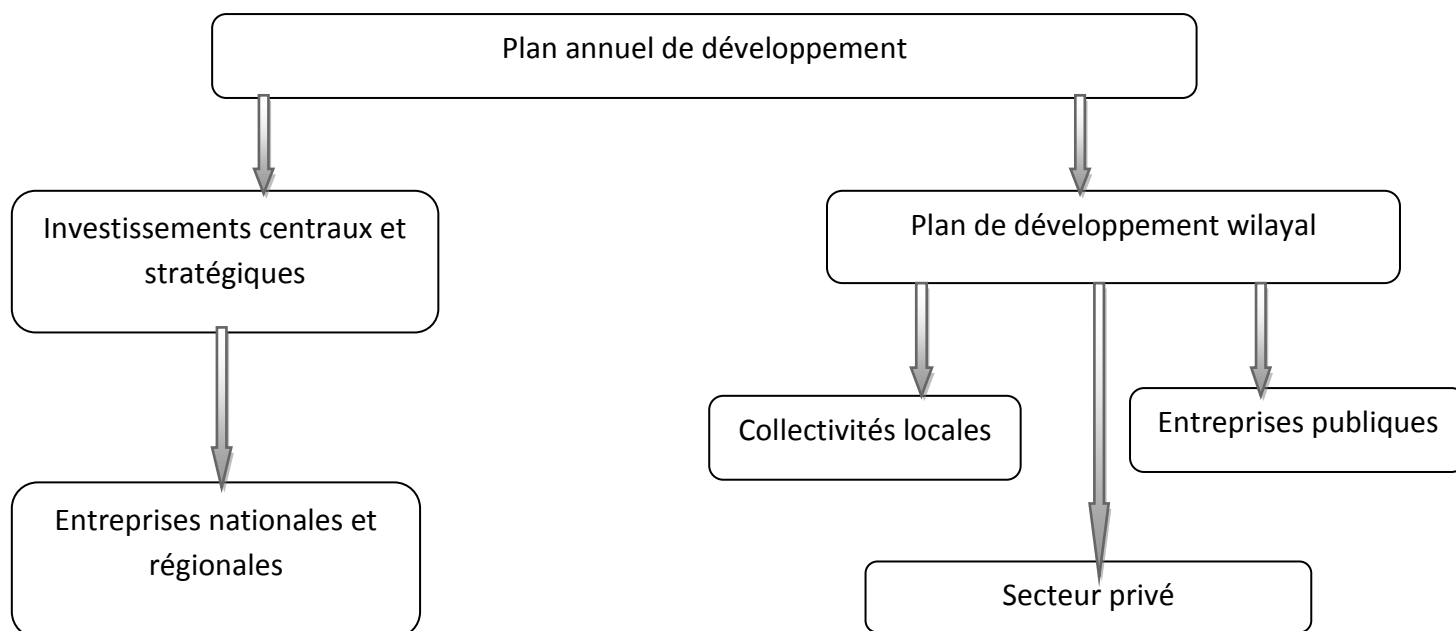 Plan annuel de développement
Investissements centraux et
stratégiques
Plan de développement wilayal
Collectivités locales
Entreprises publiques
Entreprises nationales et
régionales
Secteur privé